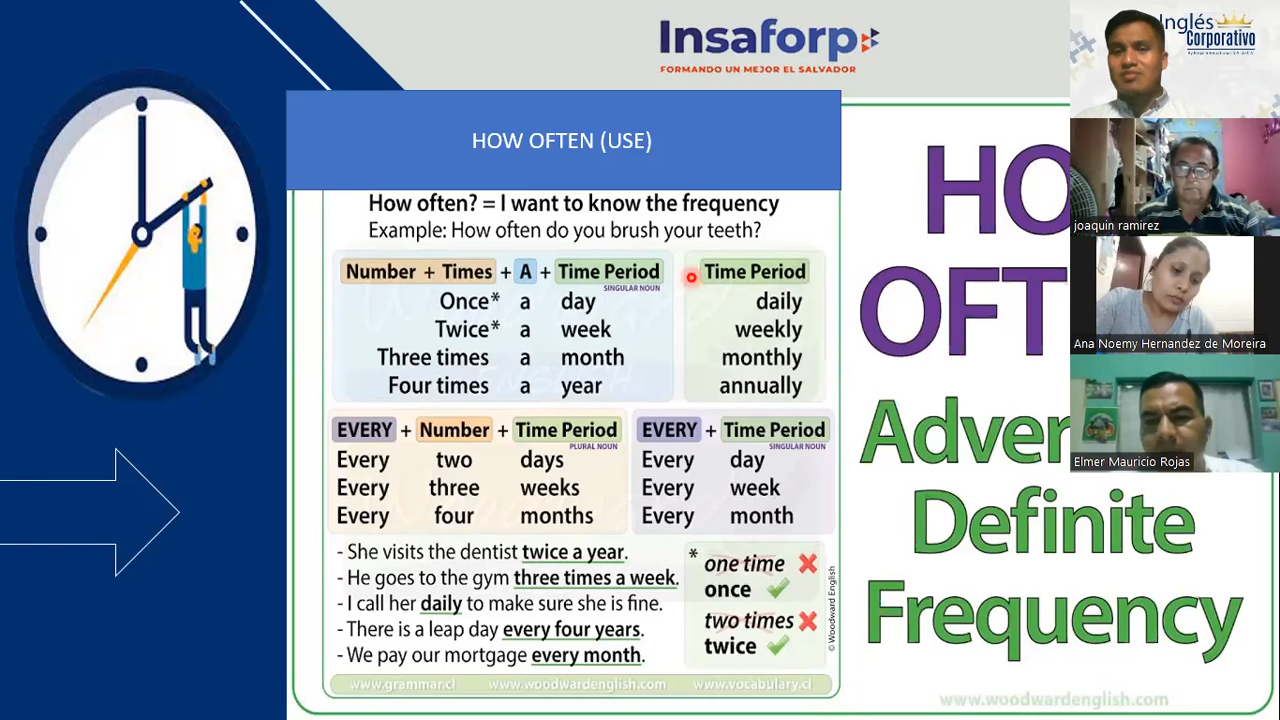 Insaforp
FORMANDO UN MEJOR EL SALVADOR
Inglés
Corporativo
HOW OFTEN (USE)
How often? = I want to know the frequency
Example: How often do you brush your teeth?
Number + Times + A + Time Period
SINGULAR NOUN
Once* a day
Twice* a week
Three times a month
Four times a year
Time Period
daily
weekly
monthly
annually
EVERY + Number + Time Period
PLURAL NOUN
Every two days
Every three weeks
Every four months
EVERY + Time Period
SINGULAR NOUN
Every day
Every week
Every month
- She visits the dentist twice a year.
- He goes to the gym three times a week.
- I call her daily to make sure she is fine.
- There is a leap day every four years.
- We pay our mortgage every month.
* one time
once
two times
twice
© Woodward English
www.grammar.cl www.woodwardenglish.com www.vocabulary.cl
HO
OFT
Adver
Definite
Frequency
www.woodwardenglish.com
joaquin ramirez
Ana Noemy Hernandez de Moreira
Elmer Mauricio Rojas